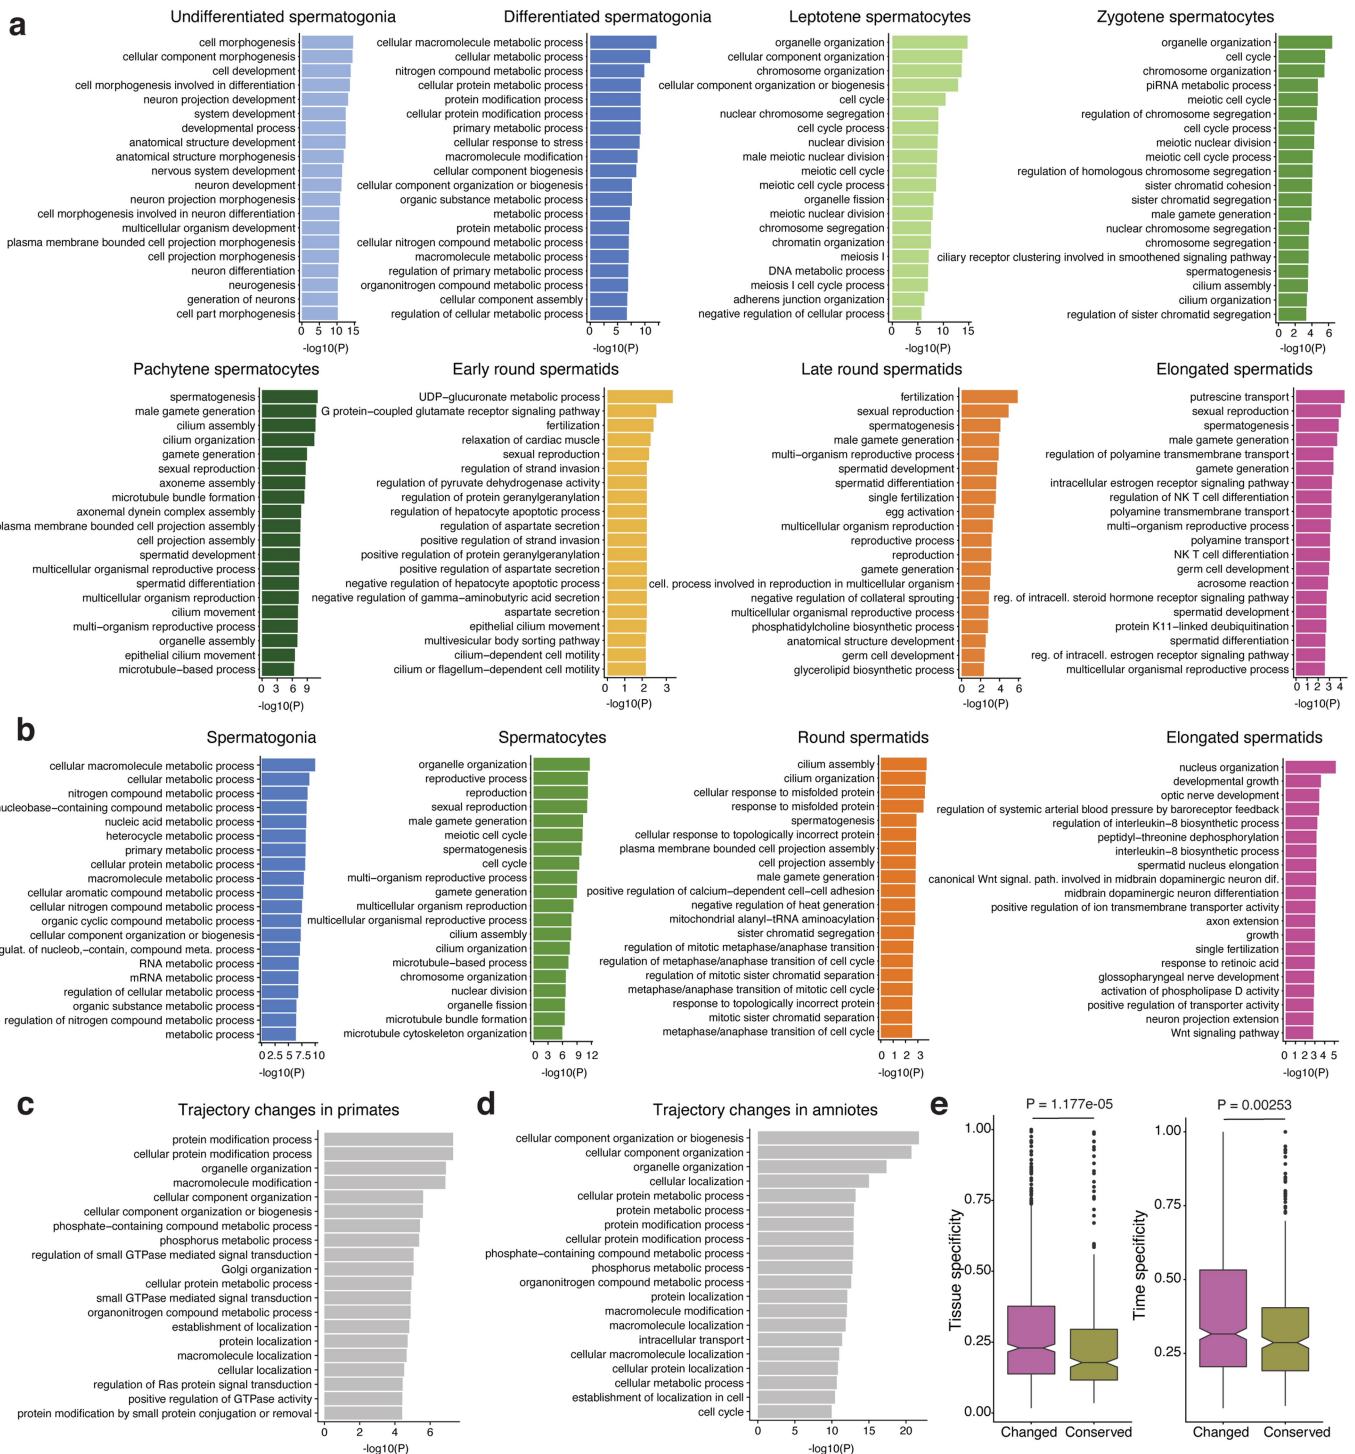 a
Undifferentiated spermatogonia
cell morphogenesis
cellular component morphogenesis
cell development
cell morphogenesis involved in differentiation
neuron projection development
system development
developmental process
anatomical structure development
anatomical structure morphogenesis
nervous system development
neuron development
neuron projection morphogenesis
cell morphogenesis involved in neuron differentiation
multicellular organism development
plasma membrane bounded cell projection morphogenesis
cell projection morphogenesis
neuron differentiation
neurogenesis
generation of neurons
cell part morphogenesis
0 5 10 15
-log10(P)
Differentiated spermatogonia
cellular macromolecule metabolic process
cellular metabolic process
nitrogen compound metabolic process
cellular protein metabolic process
protein modification process
cellular protein modification process
primary metabolic process
cellular response to stress
macromolecule modification
cellular component biogenesis
cellular component organization or biogenesis
organic substance metabolic process
metabolic process
protein metabolic process
cellular nitrogen compound metabolic process
macromolecule metabolic process
regulation of primary metabolic process
organonitrogen compound metabolic process
cellular component assembly
regulation of cellular metabolic process
0 5 10
-log10(P)
Leptotene spermatocytes
organelle organization
cellular component organization
chromosome organization
cellular component organization or biogenesis
cell cycle
nuclear chromosome segregation
cell cycle process
nuclear division
male meiotic nuclear division
meiotic cell cycle
meiotic cell cycle process
organelle fission
meiotic nuclear division
chromosome segregation
chromatin organization
meiosis I
DNA metabolic process
meiosis I cell cycle process
adherens junction organization
negative regulation of cellular process
0 5 10 15
-log10(P)
Zygotene spermatocytes
organelle organization
cell cycle
chromosome organization
piRNA metabolic process
meiotic cell cycle
regulation of chromosome segregation
cell cycle process
meiotic nuclear division
meiotic cell cycle process
regulation of homologous chromosome segregation
sister chromatid cohesion
sister chromatid segregation
male gamete generation
nuclear chromosome segregation
chromosome segregation
ciliary receptor clustering involved in smoothened signaling pathway
spermatogenesis
cilium assembly
cilium organization
regulation of sister chromatid segregation
0 2 4 6
-log10(P)
Pachytene spermatocytes
spermatogenesis
male gamete generation
cilium assembly
cilium organization
gamete generation
sexual reproduction
axoneme assembly
microtubule bundle formation
axonemal dynein complex assembly
plasma membrane bounded cell projection assembly
cell projection assembly
spermatid development
multicellular organismal reproductive process
spermatid differentiation
multicellular organism reproduction
cilium movement
multi-organism reproductive process
organelle assembly
epithelial cilium movement
microtubule-based process
0 3 6 9
-log10(P)
Early round spermatids
UDP-glucuronate metabolic process
G protein-coupled glutamate receptor signaling pathway
fertilization
relaxation of cardiac muscle
sexual reproduction
regulation of strand invasion
regulation of pyruvate dehydrogenase activity
regulation of protein geranylgeranylation
regulation of hepatocyte apoptotic process
regulation of aspartate secretion
positive regulation of strand invasion
positive regulation of protein geranylgeranylation
positive regulation of aspartate secretion
negative regulation of hepatocyte apoptotic process
negative regulation of gamma-aminobutyric acid secretion
aspartate secretion
epithelial cilium movement
multivesicular body sorting pathway
cilium-dependent cell motility
cilium or flagellum-dependent cell motility
0 1 2 3
-log10(P)
Late round spermatids
fertilization
sexual reproduction
spermatogenesis
male gamete generation
multi-organism reproductive process
spermatid development
spermatid differentiation
single fertilization
egg activation
multicellular organism reproduction
reproductive process
reproduction
gamete generation
cell. process involved in reproduction in multicellular organism
negative regulation of collateral sprouting
multicellular organismal reproductive process
phosphatidylcholine biosynthetic process
anatomical structure development
germ cell development
glycerolipid biosynthetic process
0 2 4 6
-log10(P)
Elongated spermatids
putrescine transport
sexual reproduction
spermatogenesis
male gamete generation
regulation of polyamine transmembrane transport
gamete generation
intracellular estrogen receptor signaling pathway
regulation of NK T cell differentiation
polyamine transmembrane transport
multi-organism reproductive process
polyamine transport
NK T cell differentiation
germ cell development
acrosome reaction
reg. of intracell. steroid hormone receptor signaling pathway
spermatid development
protein K11-linked deubiquitination
spermatid differentiation
reg. of intracell. estrogen receptor signaling pathway
multicellular organismal reproductive process
0 1 2 3 4
-log10(P)
b
Spermatogonia
cellular macromolecule metabolic process
cellular metabolic process
nitrogen compound metabolic process
nucleobase-containing compound metabolic process
nucleic acid metabolic process
heterocycle metabolic process
primary metabolic process
cellular protein metabolic process
macromolecule metabolic process
cellular aromatic compound metabolic process
cellular nitrogen compound metabolic process
organic cyclic compound metabolic process
cellular component organization or biogenesis
gulat. of nucleob,-contain, compound meta. process
RNA metabolic process
mRNA metabolic process
regulation of cellular metabolic process
organic substance metabolic process
regulation of nitrogen compound metabolic process
metabolic process
0 2.5 5 7.5 10
-log10(P)
Spermatocytes
organelle organization
reproductive process
reproduction
sexual reproduction
male gamete generation
meiotic cell cycle
spermatogenesis
cell cycle
multi-organism reproductive process
gamete generation
multicellular organism reproduction
multicellular organismal reproductive process
cilium assembly
cilium organization
microtubule-based process
chromosome organization
nuclear division
organelle fission
microtubule bundle formation
microtubule cytoskeleton organization
0 3 6 9 12
-log10(P)
Round spermatids
cilium assembly
cilium organization
cellular response to misfolded protein
response to misfolded protein
spermatogenesis
cellular response to topologically incorrect protein
plasma membrane bounded cell projection assembly
cell projection assembly
male gamete generation
positive regulation of calcium-dependent cell-cell adhesion
negative regulation of heat generation
mitochondrial alanyl-tRNA aminoacylation
sister chromatid segregation
regulation of mitotic metaphase/anaphase transition
regulation of metaphase/anaphase transition of cell cycle
regulation of mitotic sister chromatid separation
metaphase/anaphase transition of mitotic cell cycle
response to topologically incorrect protein
mitotic sister chromatid separation
metaphase/anaphase transition of cell cycle
0 1 2 3
-log10(P)
Elongated spermatids
nucleus organization
developmental growth
optic nerve development
regulation of systemic arterial blood pressure by baroreceptor feedback
regulation of interleukin-8 biosynthetic process
peptidyl-threonine dephosphorylation
interleukin-8 biosynthetic process
spermatid nucleus elongation
canonical Wnt signal. path. involved in midbrain dopaminergic neuron dif.
midbrain dopaminergic neuron differentiation
positive regulation of ion transmembrane transporter activity
axon extension
growth
single fertilization
response to retinoic acid
glossopharyngeal nerve development
activation of phospholipase D activity
positive regulation of transporter activity
neuron projection extension
Wnt signaling pathway
0 1 2 3 4 5
-log10(P)
c
Trajectory changes in primates
protein modification process
cellular protein modification process
organelle organization
macromolecule modification
cellular component organization
cellular component organization or biogenesis
phosphate-containing compound metabolic process
phosphorus metabolic process
regulation of small GTPase mediated signal transduction
Golgi organization
cellular protein metabolic process
small GTPase mediated signal transduction
organonitrogen compound metabolic process
establishment of localization
protein localization
macromolecule localization
cellular localization
regulation of Ras protein signal transduction
positive regulation of GTPase activity
protein modification by small protein conjugation or removal
0 2 4 6
-log10(P)
d
Trajectory changes in amniotes
cellular component organization or biogenesis
cellular component organization
organelle organization
cellular localization
cellular protein metabolic process
protein metabolic process
protein modification process
cellular protein modification process
phosphate-containing compound metabolic process
phosphorus metabolic process
organonitrogen compound metabolic process
protein localization
macromolecule modification
macromolecule localization
intracellular transport
cellular macromolecule localization
cellular protein localization
cellular metabolic process
establishment of localization in cell
cell cycle
0 5 10 15 20
-log10(P)
e
P = 1.177e-05
Tissue specificity
1.00
0.75
0.50
0.25
0.00
Changed Conserved
P = 0.00253
Time specificity
1.00
0.75
0.50
0.25
Changed Conserved